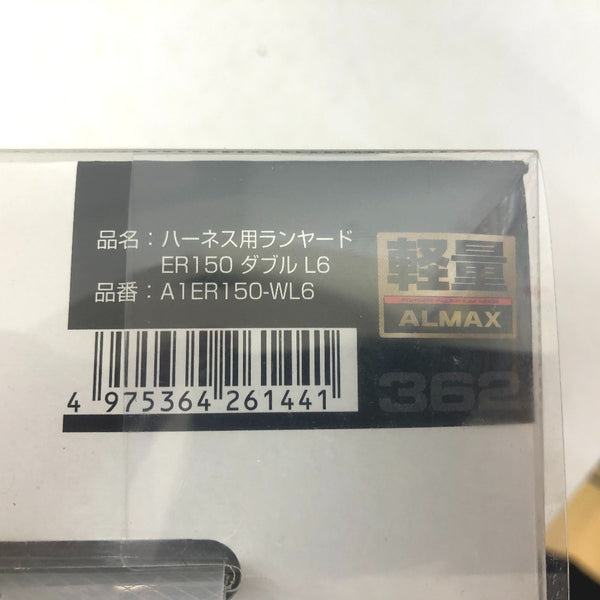 品名：ハーネス用ランヤード
ER150 ダブル L6
品番：A1ER150-WL6
軽量
ALMAX
4 975364 261441
362